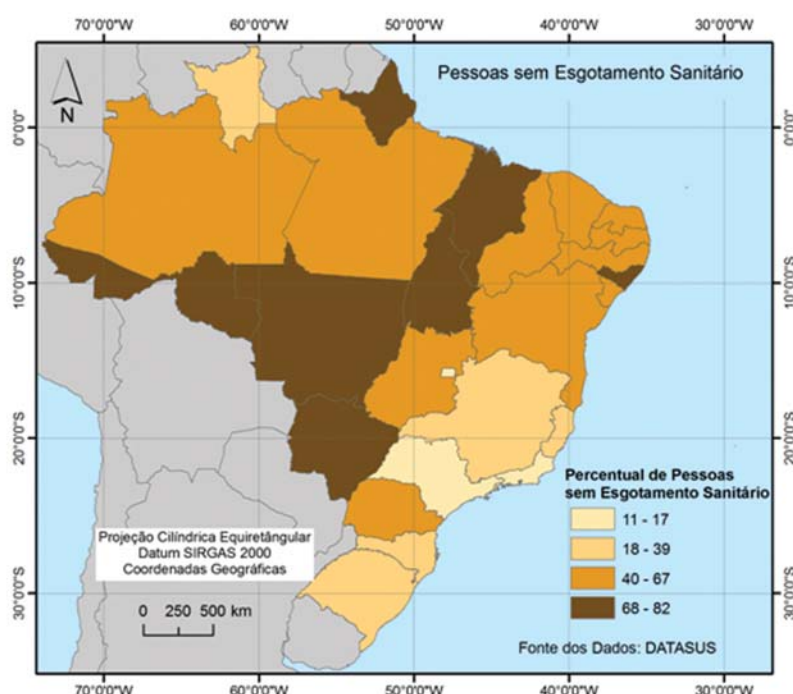 70°0'0"W 60°0'0"W 50°0'0"W 40°0'0"W 30°0'0"W
Pessoas sem Esgotamento Sanitário
N
0°0'0" 0°0'0"
10°0'0"S 10°0'0"S
20°0'0"S 20°0'0"S
30°0'0"S 30°0'0"S
Percentual de Pessoas
sem Esgotamento Sanitário
11 - 17
18 - 39
40 - 67
68 - 82
Projeção Cilíndrica Equiretângular
Datum SIRGAS 2000
Coordenadas Geográficas
0 250 500 km
Fonte dos Dados: DATASUS
70°0'0"W 60°0'0"W 50°0'0"W 40°0'0"W 30°0'0"W